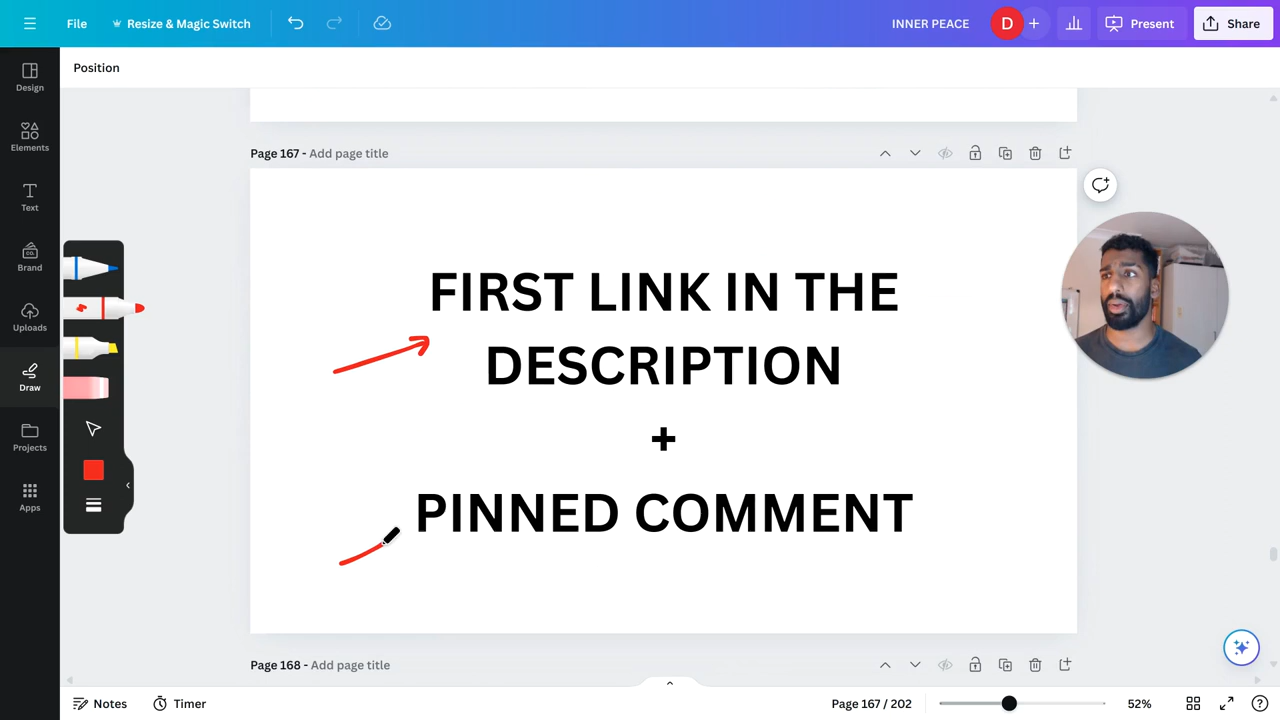 File
Resize & Magic Switch
INNER PEACE
D
Present
Share
Position
Design
Elements
Text
Brand
Uploads
Draw
Projects
Apps
Page 167 - Add page title
FIRST LINK IN THE
DESCRIPTION
+
PINNED COMMENT
Page 168 - Add page title
Notes
Timer
Page 167 / 202
52%